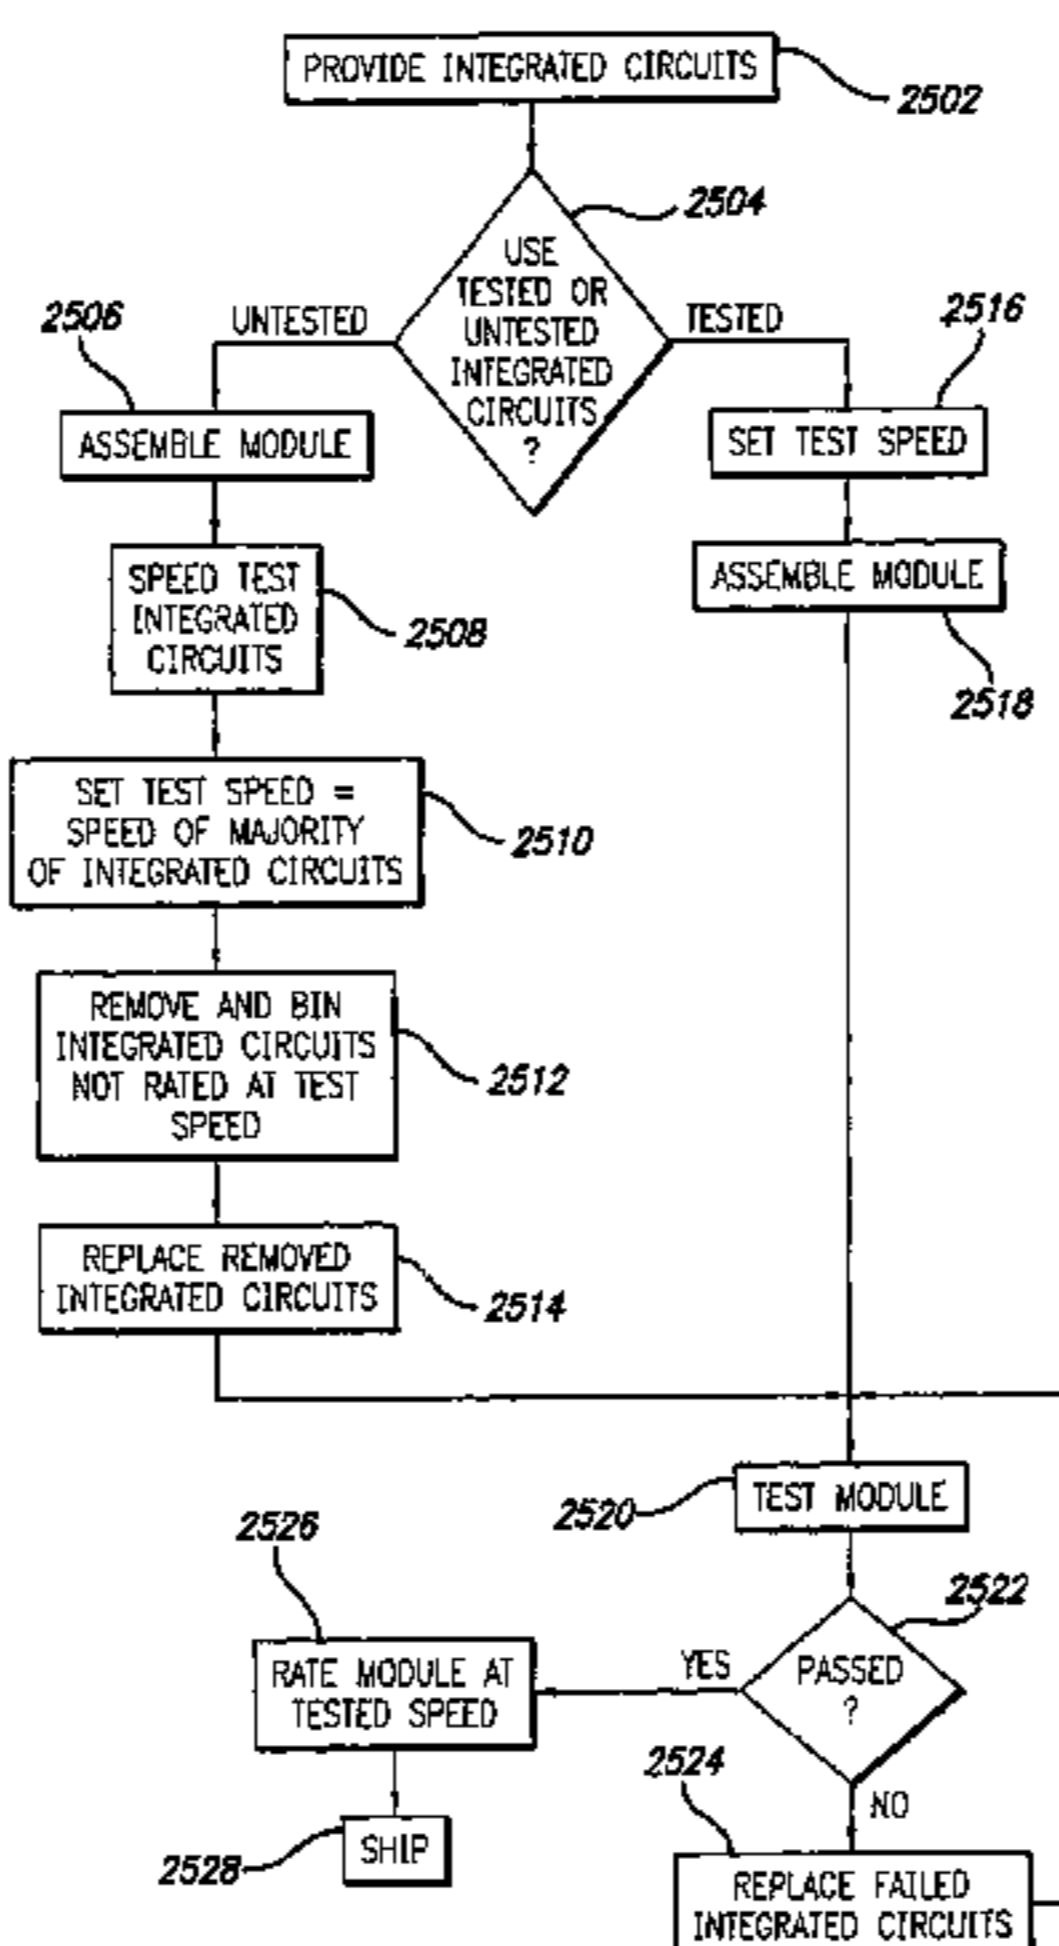 PROVIDE INTEGRATED CIRCUITS
2502
2504
USE
TESTED OR
UNTESTED
INTEGRATED
CIRCUITS
?
UNTESTED
TESTED
2506
ASSEMBLE MODULE
2516
SET TEST SPEED
SPEED TEST
INTEGRATED
CIRCUITS
2508
ASSEMBLE MODULE
2518
SET TEST SPEED =
SPEED OF MAJORITY
OF INTEGRATED CIRCUITS
2510
REMOVE AND BIN
INTEGRATED CIRCUITS
NOT RATED AT TEST
SPEED
2512
REPLACE REMOVED
INTEGRATED CIRCUITS
2514
TEST MODULE
2520
2522
PASSED
?
YES
2526
RATE MODULE AT
TESTED SPEED
NO
2524
REPLACE FAILED
INTEGRATED CIRCUITS
SHIP
2528